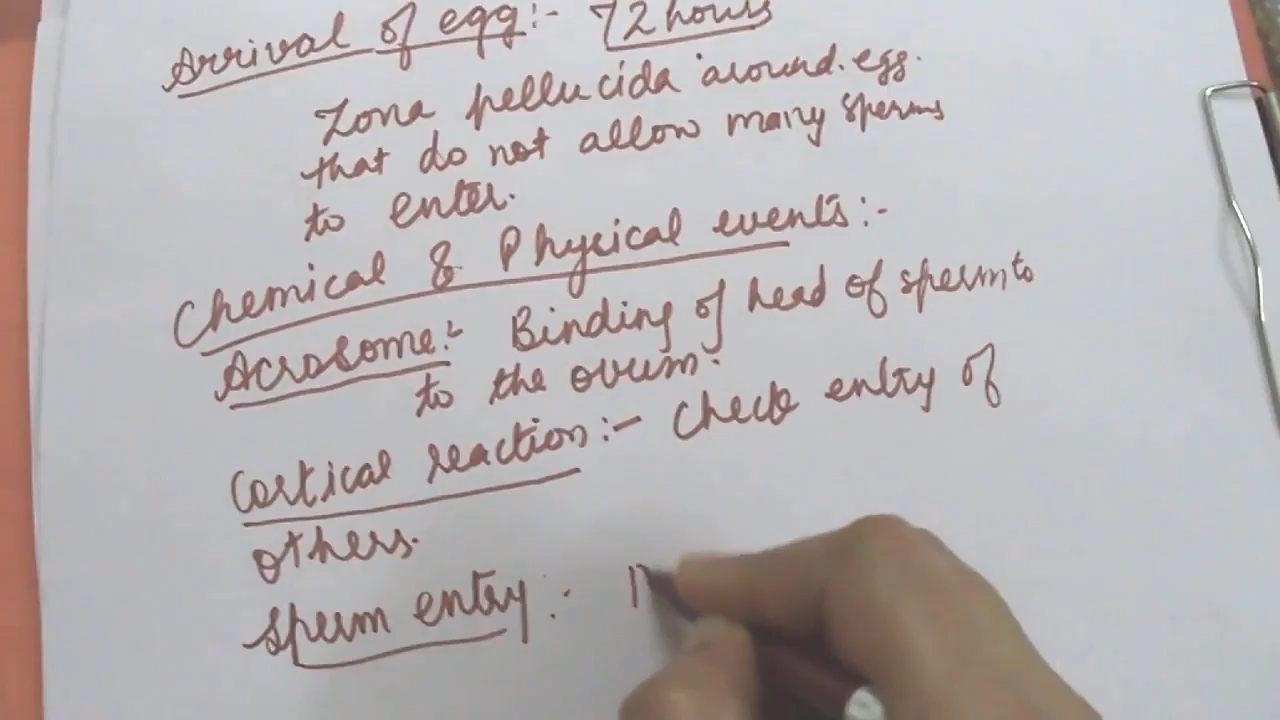 Arrival of egg:- 72 hours
Zona pellucida around egg.
that do not allow many sperms
to enter.
Chemical & Physical events:-
Acrosome:- Binding of head of sperm to
to the ovum.
Cortical reaction:- Check entry of
others.
Sperm entry:-